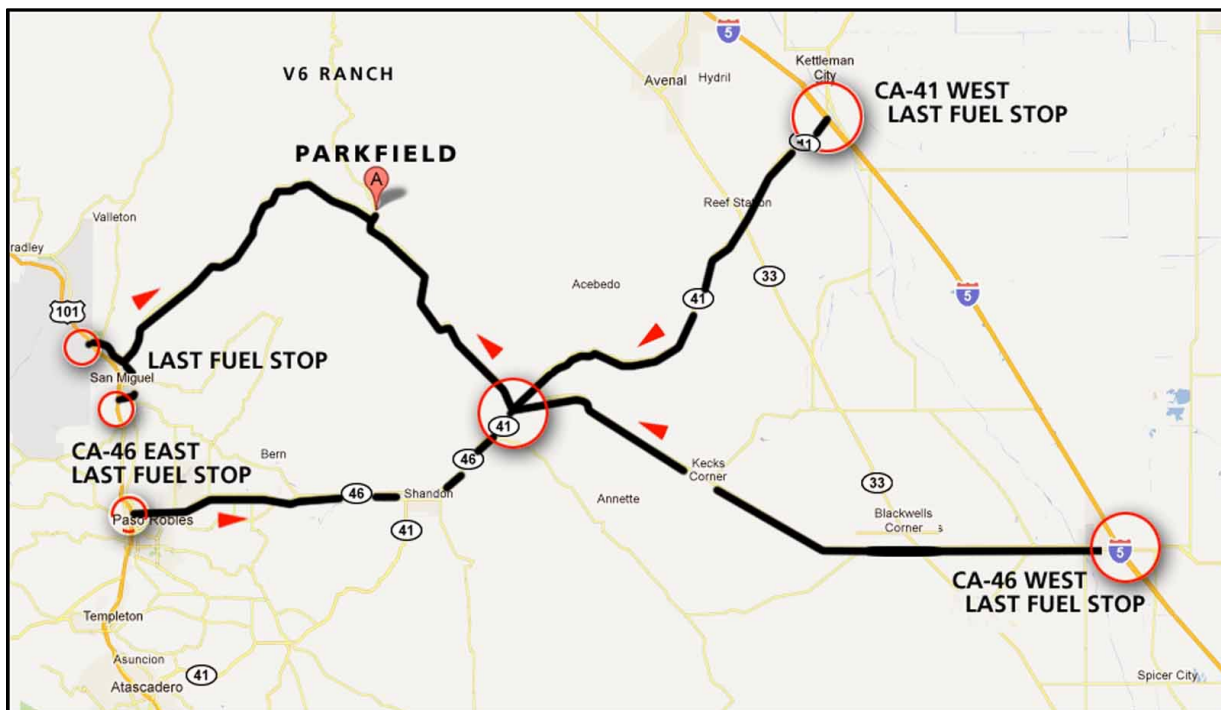 5
Kettleman
City
V6 RANCH
Avenal
Hydril
CA-41 WEST
LAST FUEL STOP
41
PARKFIELD
A
Valleton
Reef Station
radley
33
Acebedo
5
101
41
LAST FUEL STOP
San Miguel
41
CA-46 EAST
LAST FUEL STOP
Bern
46
Kecks
Corner
46
Shandon
Annette
33
Paso Robles
41
Blackwells
Corner
s
5
CA-46 WEST
LAST FUEL STOP
Templeton
Asuncion
41
Atascadero
Spicer City